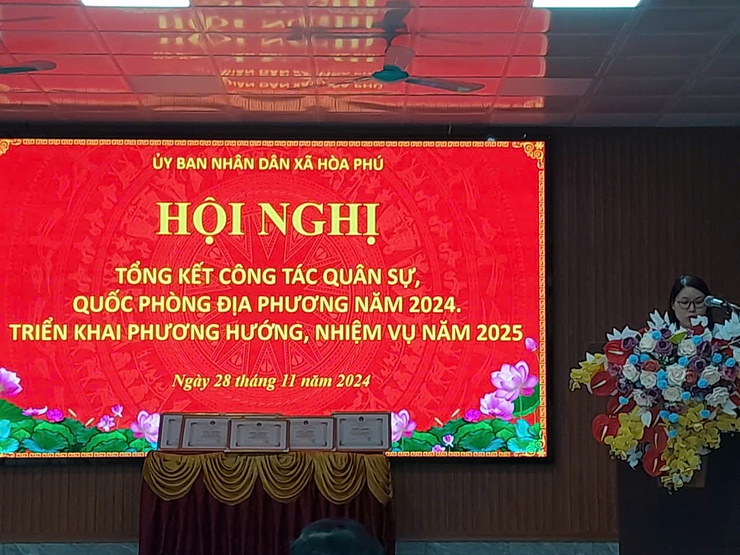 ỦY BAN NHÂN DÂN XÃ HÒA PHÚ
HỘI NGHỊ
TỔNG KẾT CÔNG TÁC QUÂN SỰ,
QUỐC PHÒNG ĐỊA PHƯƠNG NĂM 2024.
TRIỂN KHAI PHƯƠNG HƯỚNG, NHIỆM VỤ NĂM 2025
Ngày 28 tháng 11 năm 2024